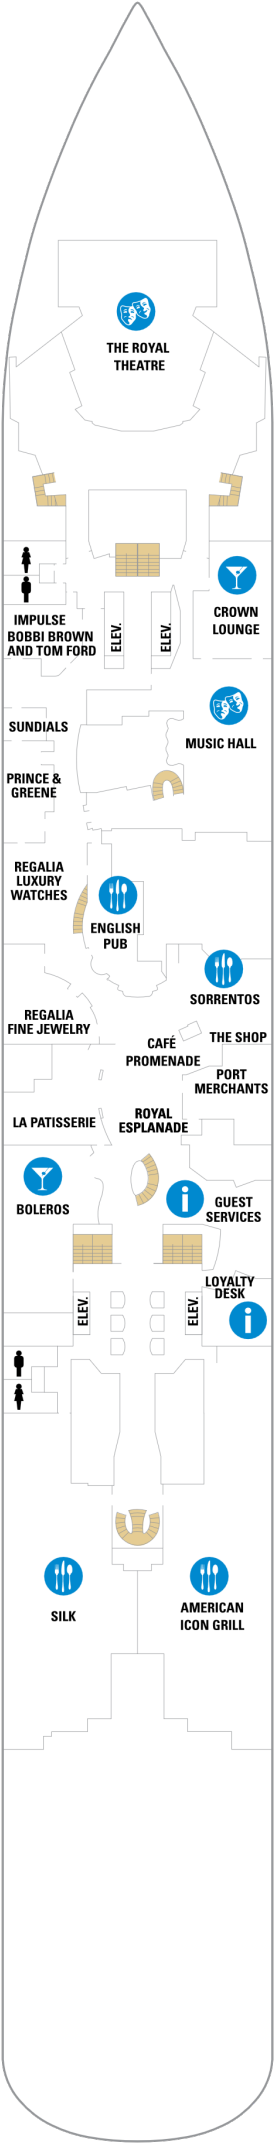 THE ROYAL
THEATRE
CROWN
LOUNGE
IMPULSE
BOBBI BROWN
AND TOM FORD
ELEV.
ELEV.
SUNDIALS
MUSIC HALL
PRINCE &
GREENE
REGALIA
LUXURY
WATCHES
ENGLISH
PUB
SORRENTOS
REGALIA
FINE JEWELRY
CAFÉ
PROMENADE
THE SHOP
PORT
MERCHANTS
LA PATISSERIE
ROYAL
ESPLANADE
BOLEROS
i
GUEST
SERVICES
LOYALTY
DESK
i
ELEV.
ELEV.
SILK
AMERICAN
ICON GRILL